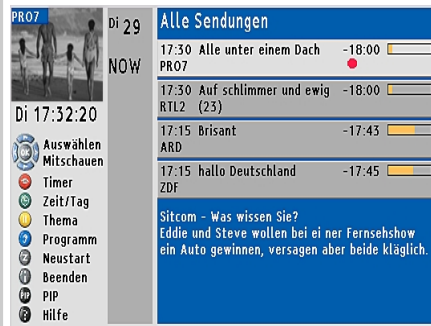 PRO7
Di 17:32:20
OK Auswählen
Mitschauen
Timer
Zeit/Tag
Thema
Programm
Neustart
Beenden
PIP PIP
Hilfe
Di 29
NOW
Alle Sendungen
17:30 Alle unter einem Dach -18:00
PRO7
17:30 Auf schlimmer und ewig -18:00
RTL2 (23)
17:15 Brisant -17:43
ARD
17:15 hallo Deutschland -17:45
ZDF
Sitcom - Was wissen Sie?
Eddie und Steve wollen bei ei ner Fernsehshow
ein Auto gewinnen, versagen aber beide kläglich.